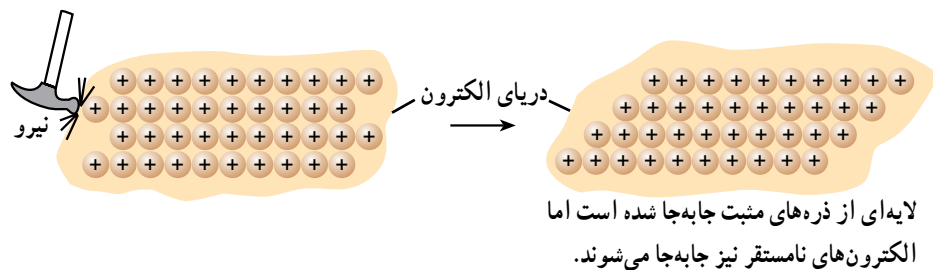 دریای الکترون
نیرو
لایه‌ای از ذره‌های مثبت جابه‌جا شده است اما
الکترون‌های نامستقر نیز جابه‌جا می‌شوند.
+ + + + + + + + + +
+ + + + + + + + + +
+ + + + + + + + + +
+ + + + + + + + + +
+ + + + + + + + + +
+ + + + + + + + + +
+ + + + + + + + + +
+ + + + + + + + + +